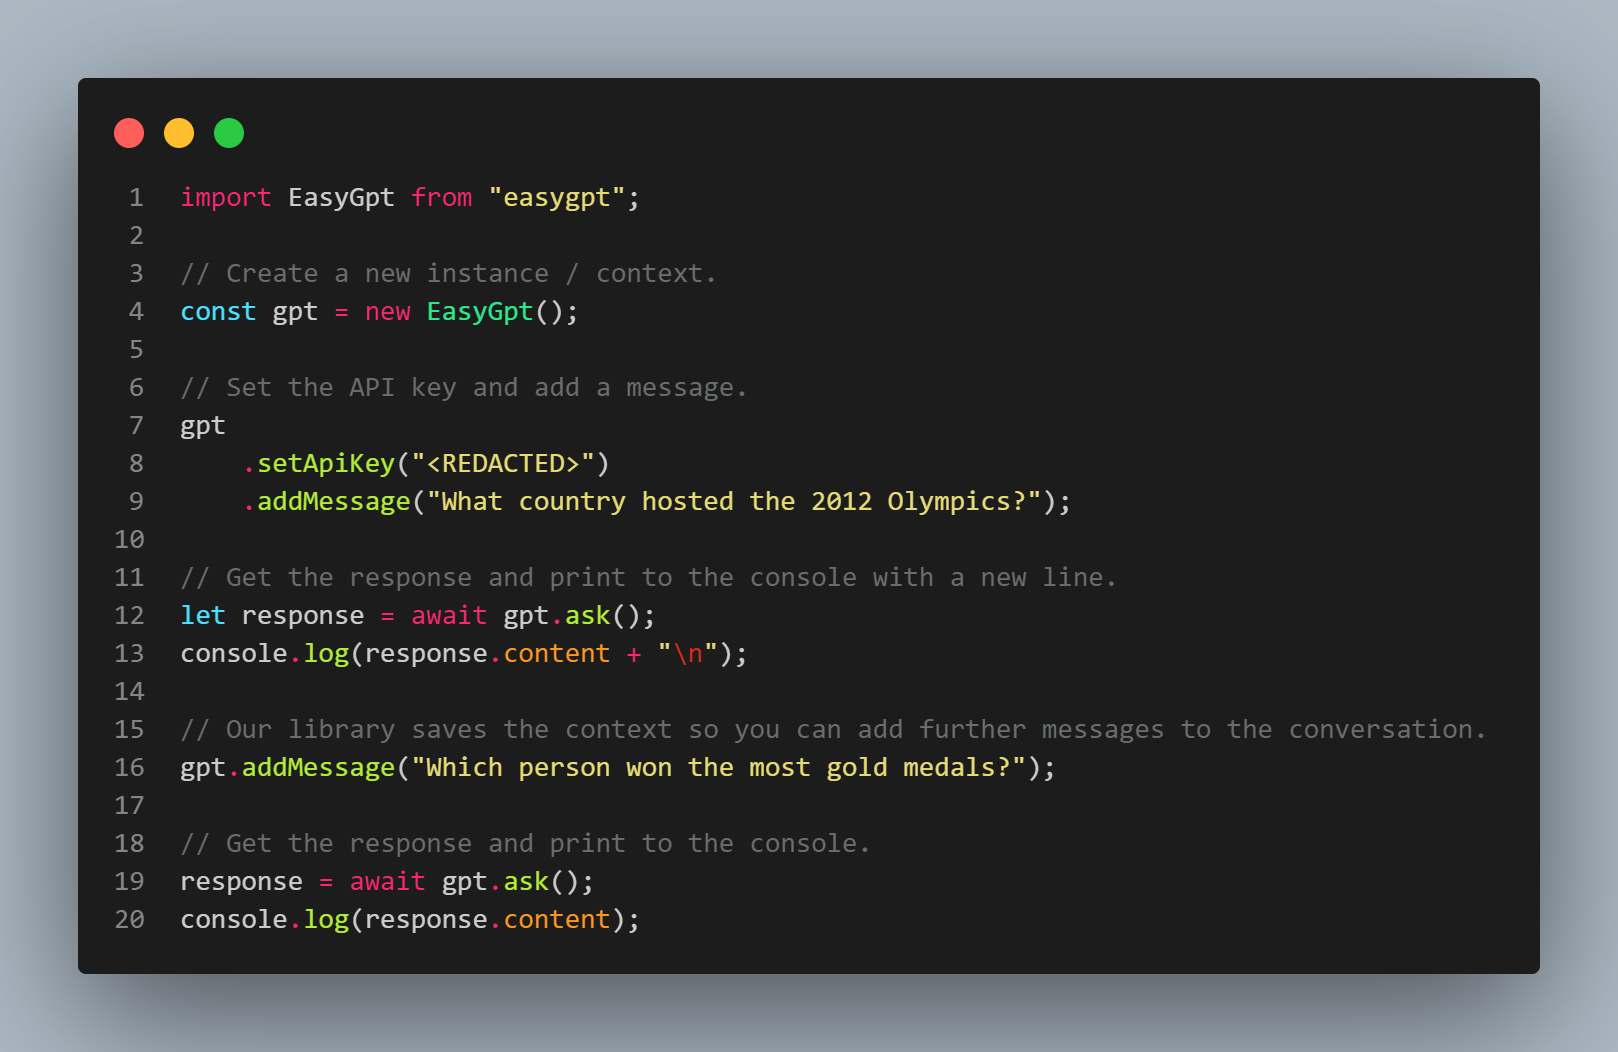 1 import EasyGpt from "easygpt";
2
3 // Create a new instance / context.
4 const gpt = new EasyGpt();
5
6 // Set the API key and add a message.
7 gpt
8     .setApiKey("<REDACTED>")
9     .addMessage("What country hosted the 2012 Olympics?");
10
11 // Get the response and print to the console with a new line.
12 let response = await gpt.ask();
13 console.log(response.content + "\n");
14
15 // Our library saves the context so you can add further messages to the conversation.
16 gpt.addMessage("Which person won the most gold medals?");
17
18 // Get the response and print to the console.
19 response = await gpt.ask();
20 console.log(response.content);